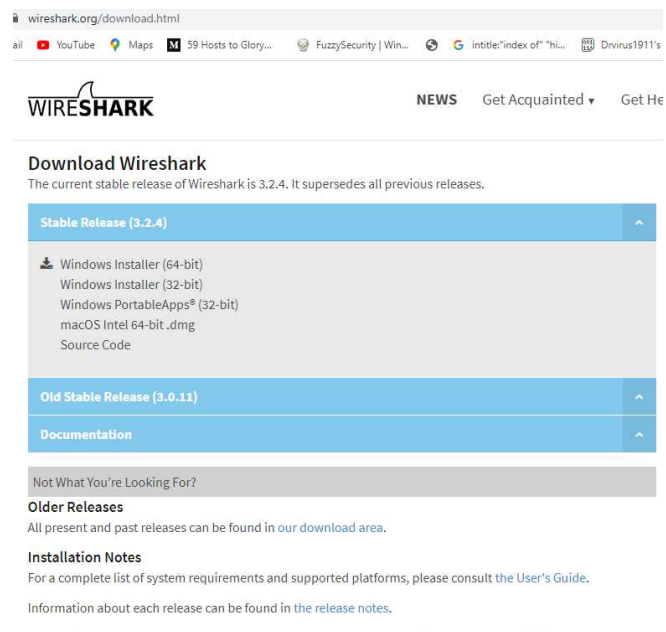 wireshark.org/download.html
ail YouTube Maps M 59 Hosts to Glory... FuzzySecurity | Win... G intitle:"index of" "hi... Drvirus1911's
WIRESHARK
NEWS Get Acquainted ▾ Get He
Download Wireshark
The current stable release of Wireshark is 3.2.4. It supersedes all previous releases.
Stable Release (3.2.4)
Windows Installer (64-bit)
Windows Installer (32-bit)
Windows PortableApps® (32-bit)
macOS Intel 64-bit .dmg
Source Code
Old Stable Release (3.0.11)
Documentation
Not What You're Looking For?
Older Releases
All present and past releases can be found in our download area.
Installation Notes
For a complete list of system requirements and supported platforms, please consult the User's Guide.
Information about each release can be found in the release notes.